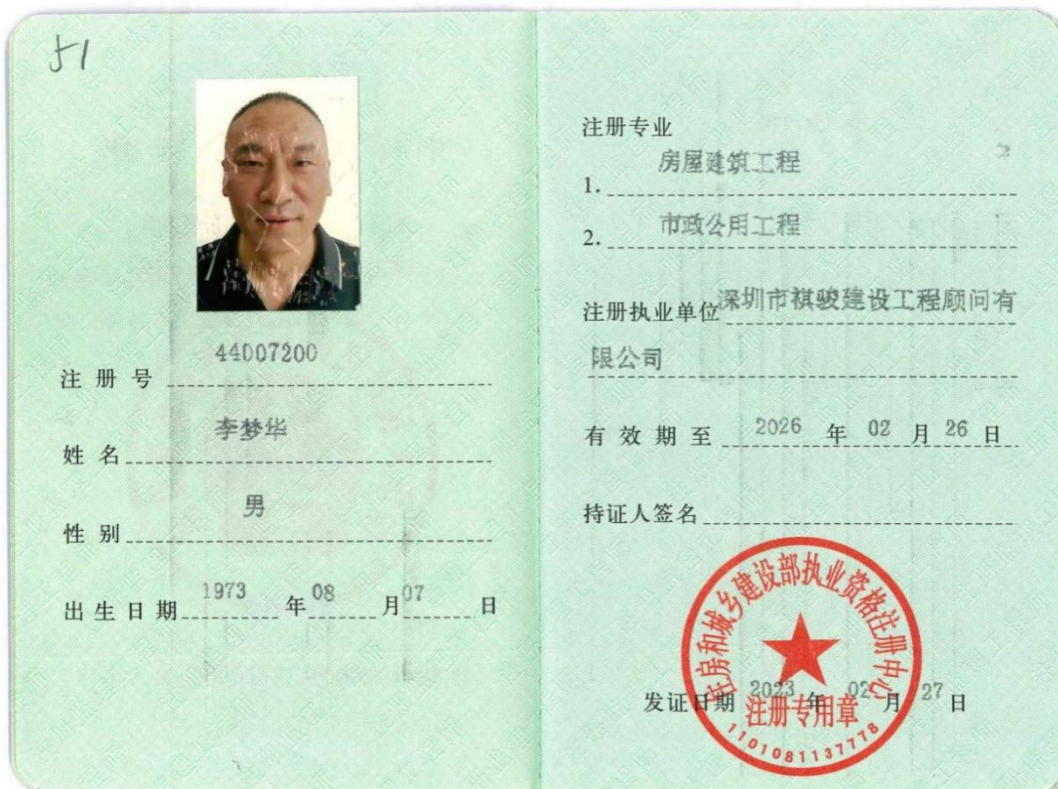 51
注册号 44007200
姓名 李梦华
性别 男
出生日期 1973 年 08 月 07 日
注册专业
1. 房屋建筑工程
2. 市政公用工程
注册执业单位 深圳市祺骏建设工程顾问有
限公司
有效期至 2026 年 02 月 26 日
持证人签名
住房和城乡建设部执业资格注册中心
发证日期 2023 年 02 月 27 日
注册专用章
1101081137778